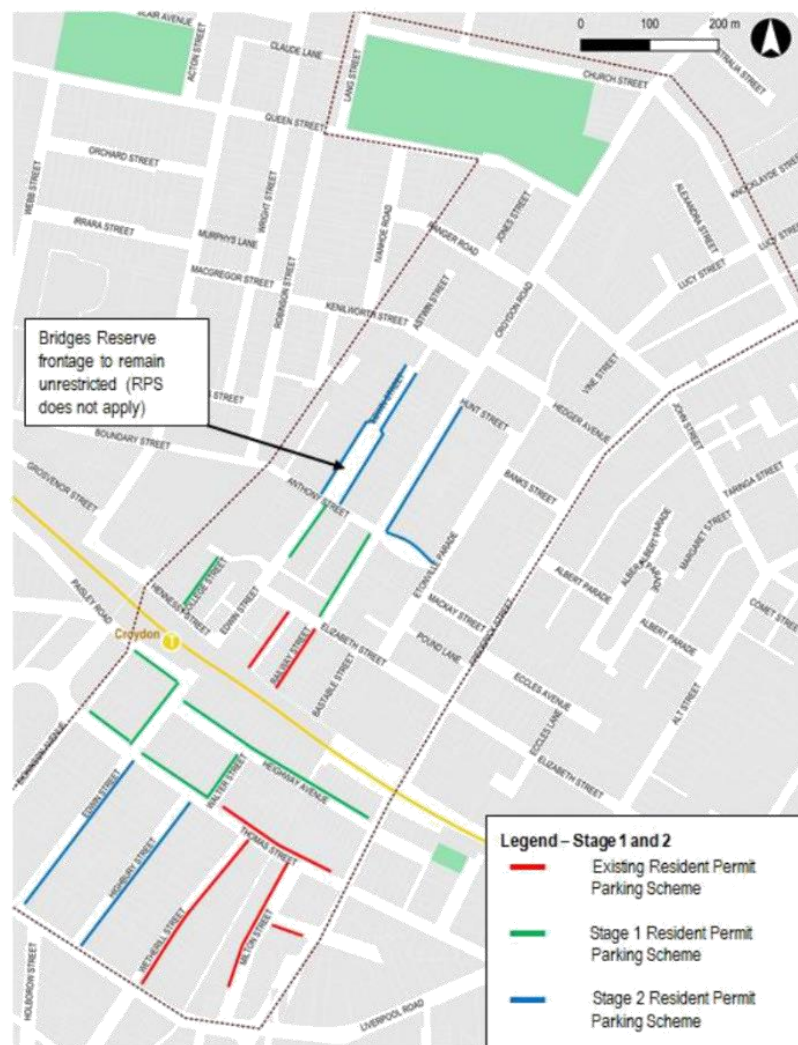 BLAIR AVENUE
ACTON STREET
CLAUDE LANE
LANG STREET
0 100 200 m
CHURCH STREET
QUEEN STREET
ORCHARD STREET
WEBB STREET
IRRARA STREET
WRIGHT STREET
MURPHYS LANE
MACGREGOR STREET
ROBINSON STREET
IVANHOE ROAD
JONES STREET
ALEXANDRA STREET
LUCY STREET
LUCY STREET
KENILWORTH STREET
CROYDON ROAD
Bridges Reserve
frontage to remain
unrestricted (RPS
does not apply)
VINE STREET
HUNT STREET
HEDGER AVENUE
JOHN STREET
BOUNDARY STREET
GROSVENOR STREET
ANTHONY STREET
BANKS STREET
TARINGA STREET
MARGARET STREET
ETONVILLE PARADE
ALBERT PARADE
ALBERT PARADE
COLLEGE STREET
HENNESSY STREET
EDWIN STREET
PAISLEY ROAD
Croydon T
MACKAY STREET
ELIZABETH STREET
POUND LANE
RAILWAY STREET
BASTABLE STREET
COMET STREET
ECCLES AVENUE
ALT STREET
ECCLES LANE
ELIZABETH STREET
HEIGHWAY AVENUE
WALTER STREET
EDWIN STREET
THOMAS STREET
HIGHBURY STREET
WETHERILL STREET
MILTON STREET
HOLBOROW STREET
LIVERPOOL ROAD
Legend – Stage 1 and 2
Existing Resident Permit
Parking Scheme
Stage 1 Resident Permit
Parking Scheme
Stage 2 Resident Permit
Parking Scheme